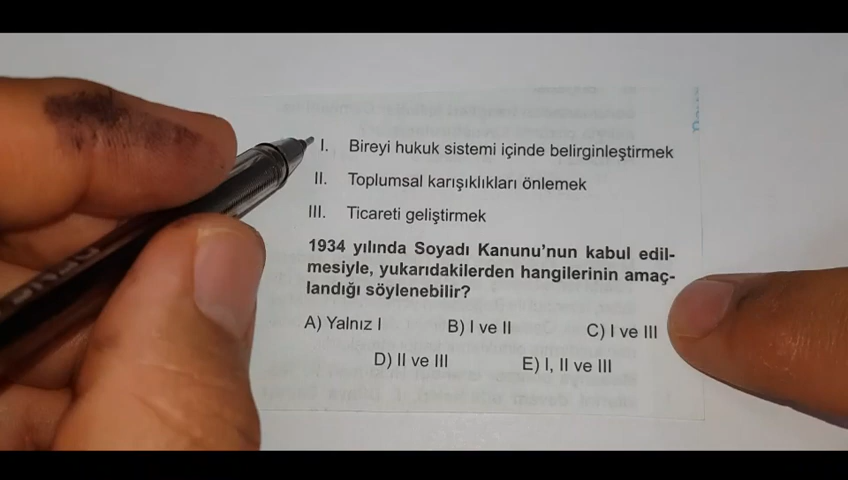 I. Bireyi hukuk sistemi içinde belirginleştirmek
II. Toplumsal karışıklıkları önlemek
III. Ticareti geliştirmek
1934 yılında Soyadı Kanunu'nun kabul edil-
mesiyle, yukarıdakilerden hangilerinin amaç-
landığı söylenebilir?
A) Yalnız I B) I ve II C) I ve III
D) II ve III E) I, II ve III